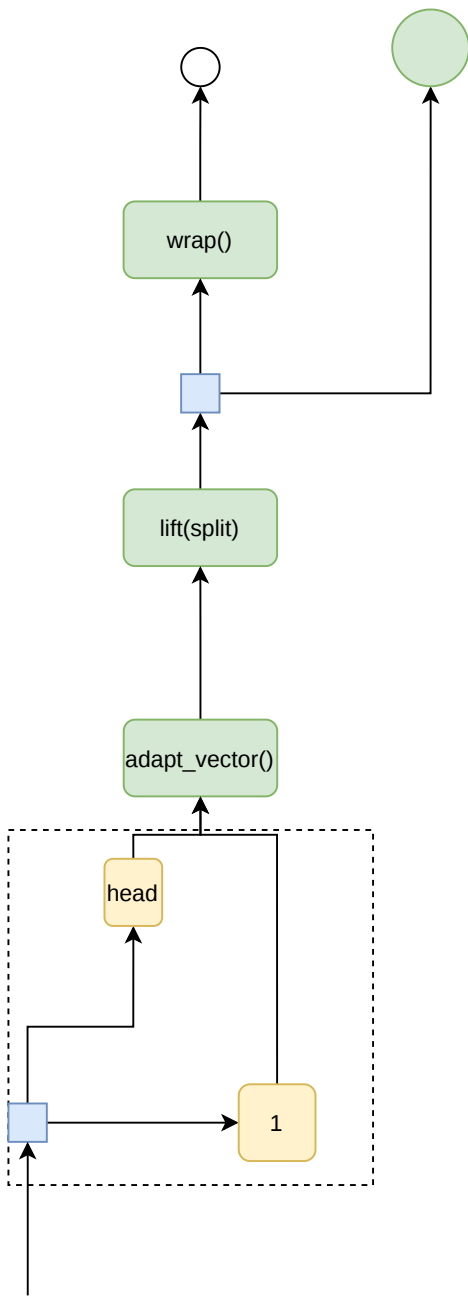 wrap()
lift(split)
adapt_vector()
head
1